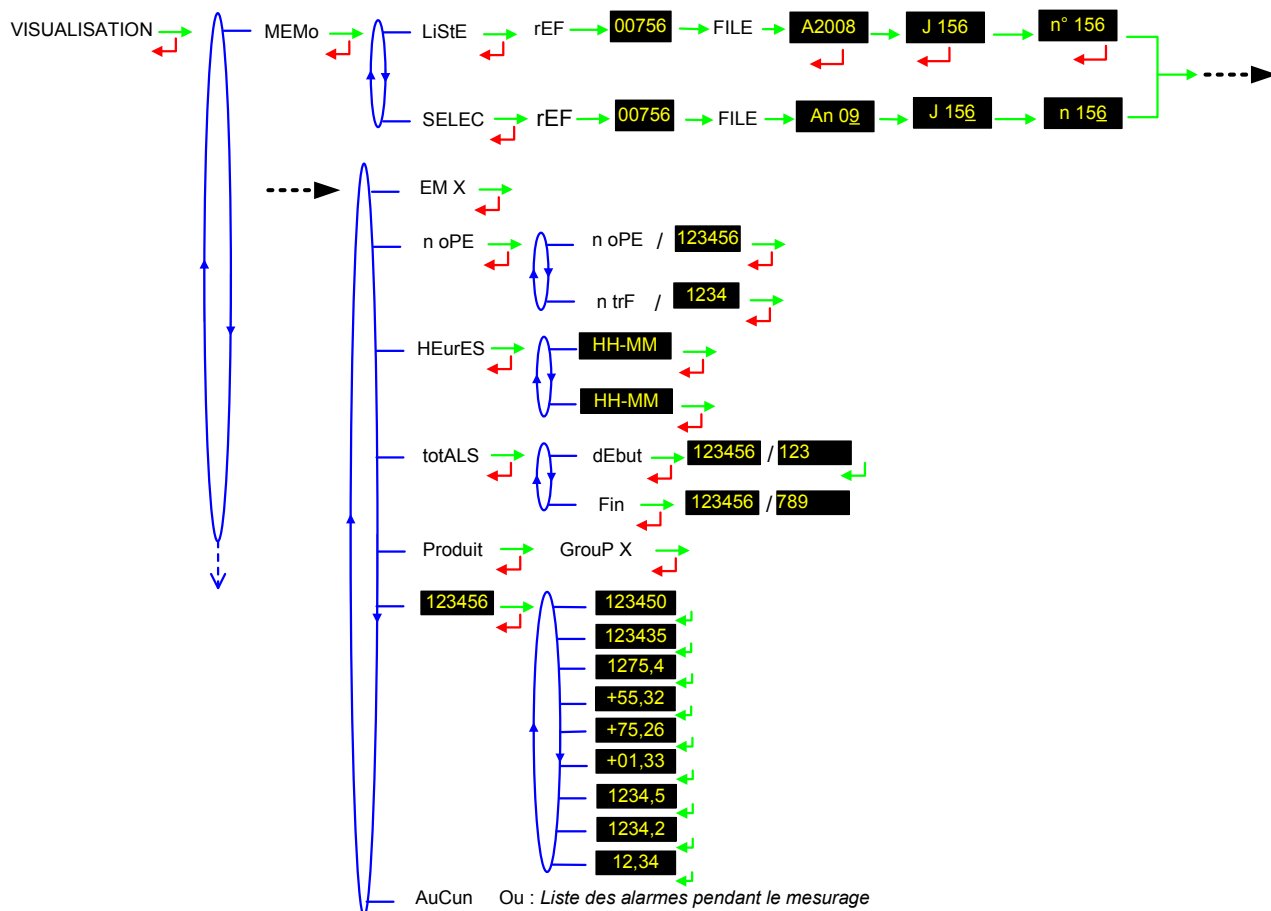 VISUALISATION MEMo LiStE rEF 00756 FILE A2008 J 156 n° 156
SELEC rEF 00756 FILE An 09 J 156 n 156
EM X
n oPE n oPE / 123456
n trF / 1234
HEurES HH-MM
HH-MM
totALS dEbut 123456 / 123
Fin 123456 / 789
Produit GrouP X
123456 123450
123435
1275,4
+55,32
+75,26
+01,33
1234,5
1234,2
12,34
AuCun Ou : Liste des alarmes pendant le mesurage